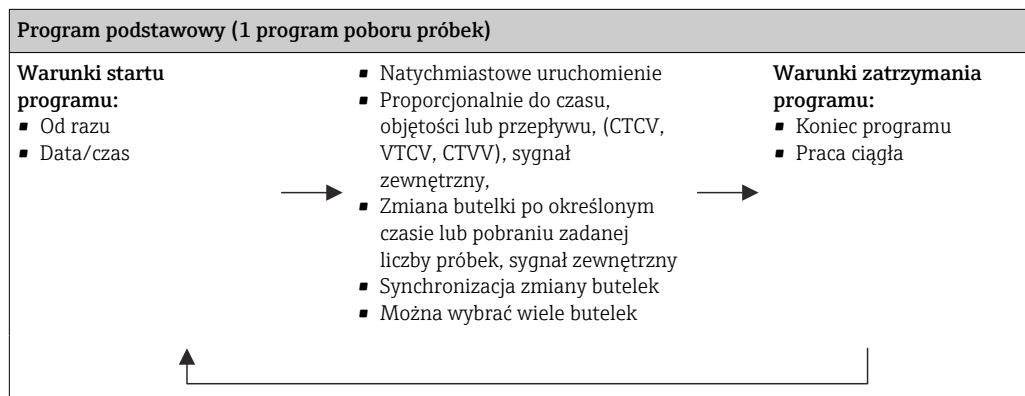 Program podstawowy (1 program poboru próbek)
Warunki startu
programu:
▪ Od razu
▪ Data/czas
▪ Natychmiastowe uruchomienie
▪ Proporcjonalnie do czasu,
objętości lub przepływu, (CTCV,
VTCV, CTVV), sygnał
zewnętrzny,
▪ Zmiana butelki po określonym
czasie lub pobraniu zadanej
liczby próbek, sygnał zewnętrzny
▪ Synchronizacja zmiany butelek
▪ Można wybrać wiele butelek
Warunki zatrzymania
programu:
▪ Koniec programu
▪ Praca ciągła